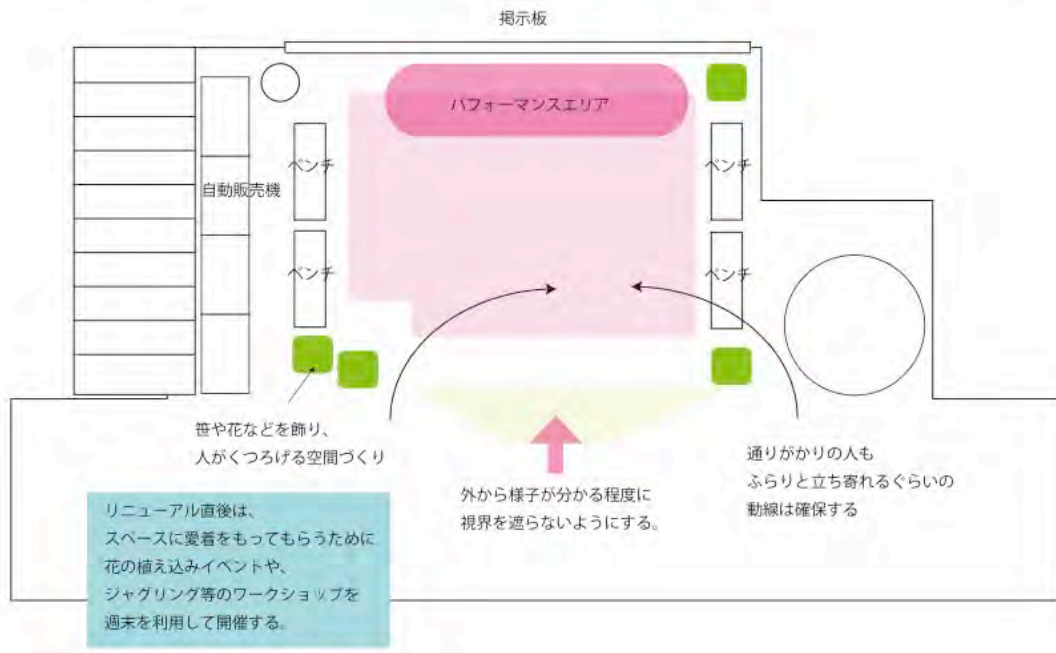 掲示板
パフォーマンスエリア
ベンチ
ベンチ
自動販売機
ベンチ
ベンチ
笹や花などを飾り、
人がくつろげる空間づくり
外から様子が分かる程度に
視界を遮らないようにする。
通りがかりの人も
ふらりと立ち寄れるぐらいの
動線は確保する
リニューアル直後は、
スペースに愛着をもってもらうために
花の植え込みイベントや、
ジャグリング等のワークショップを
週末を利用して開催する。